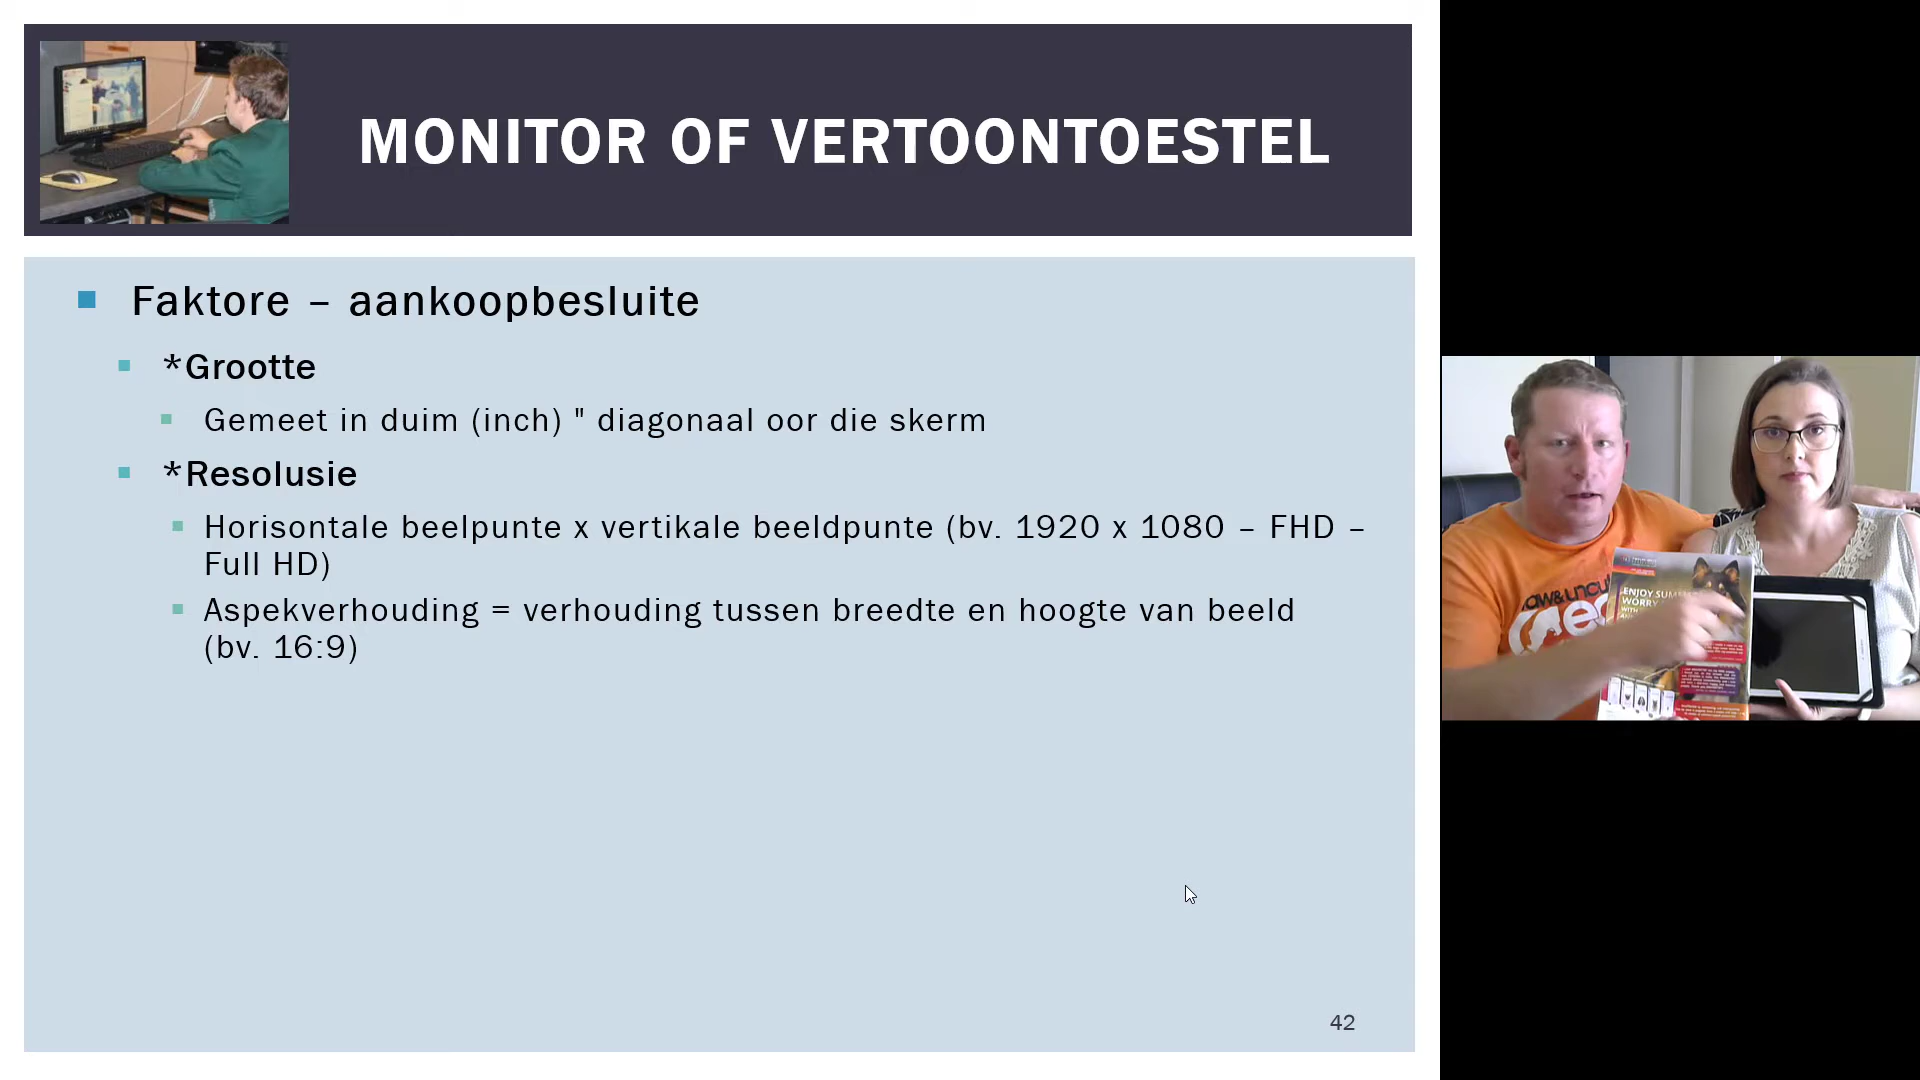 MONITOR OF VERTOONTOESTEL
Faktore – aankoopbesluite
*Grootte
Gemeet in duim (inch) " diagonaal oor die skerm
*Resolusie
Horisontale beelpunte x vertikale beeldpunte (bv. 1920 x 1080 – FHD –
Full HD)
Aspekverhouding = verhouding tussen breedte en hoogte van beeld
(bv. 16:9)
42
ENJOY SUMM
WORRY
WITH